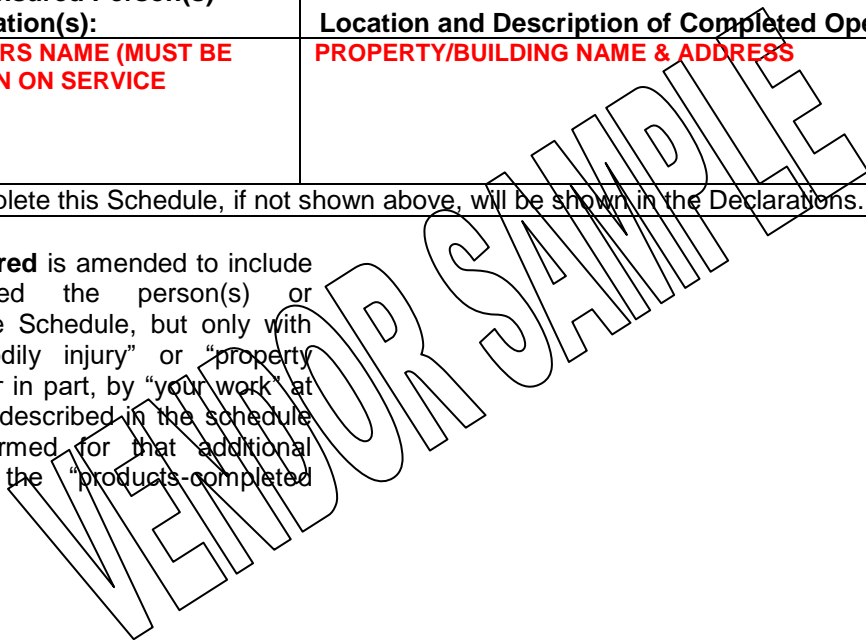 ation(s):
Location and Description of Completed Ope
RS NAME (MUST BE
N ON SERVICE
PROPERTY/BUILDING NAME & ADDRESS
plete this Schedule, if not shown above, will be shown in the Declarations.
red is amended to include
ed the person(s) or
e Schedule, but only with
dily injury” or “property
r in part, by “your work” at
described in the schedule
rmed for that additional
the “products-completed
VENDOR SAMPLE